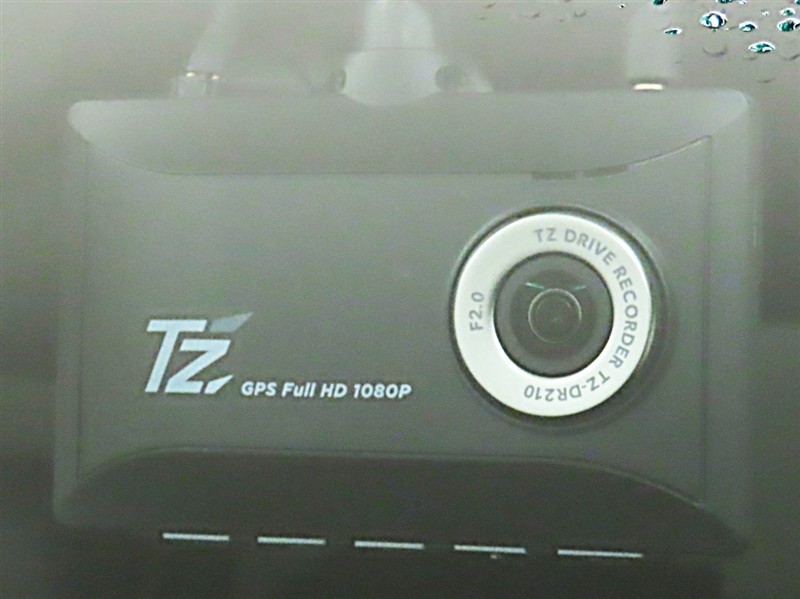 Tz
GPS Full HD 1080P
F2.0
TZ DRIVE RECORDER TZ-DR210